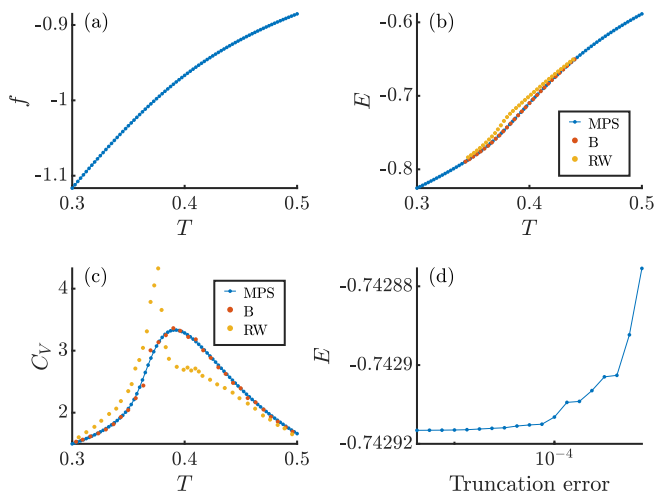 (a)
f
-0.9
-1
-1.1
0.3
0.4
0.5
T
(b)
E
-0.6
-0.7
-0.8
MPS
B
RW
0.3
0.4
0.5
T
(c)
C_V
4
3
2
MPS
B
RW
0.3
0.4
0.5
T
(d)
E
-0.74288
-0.7429
-0.74292
10^{-4}
Truncation error